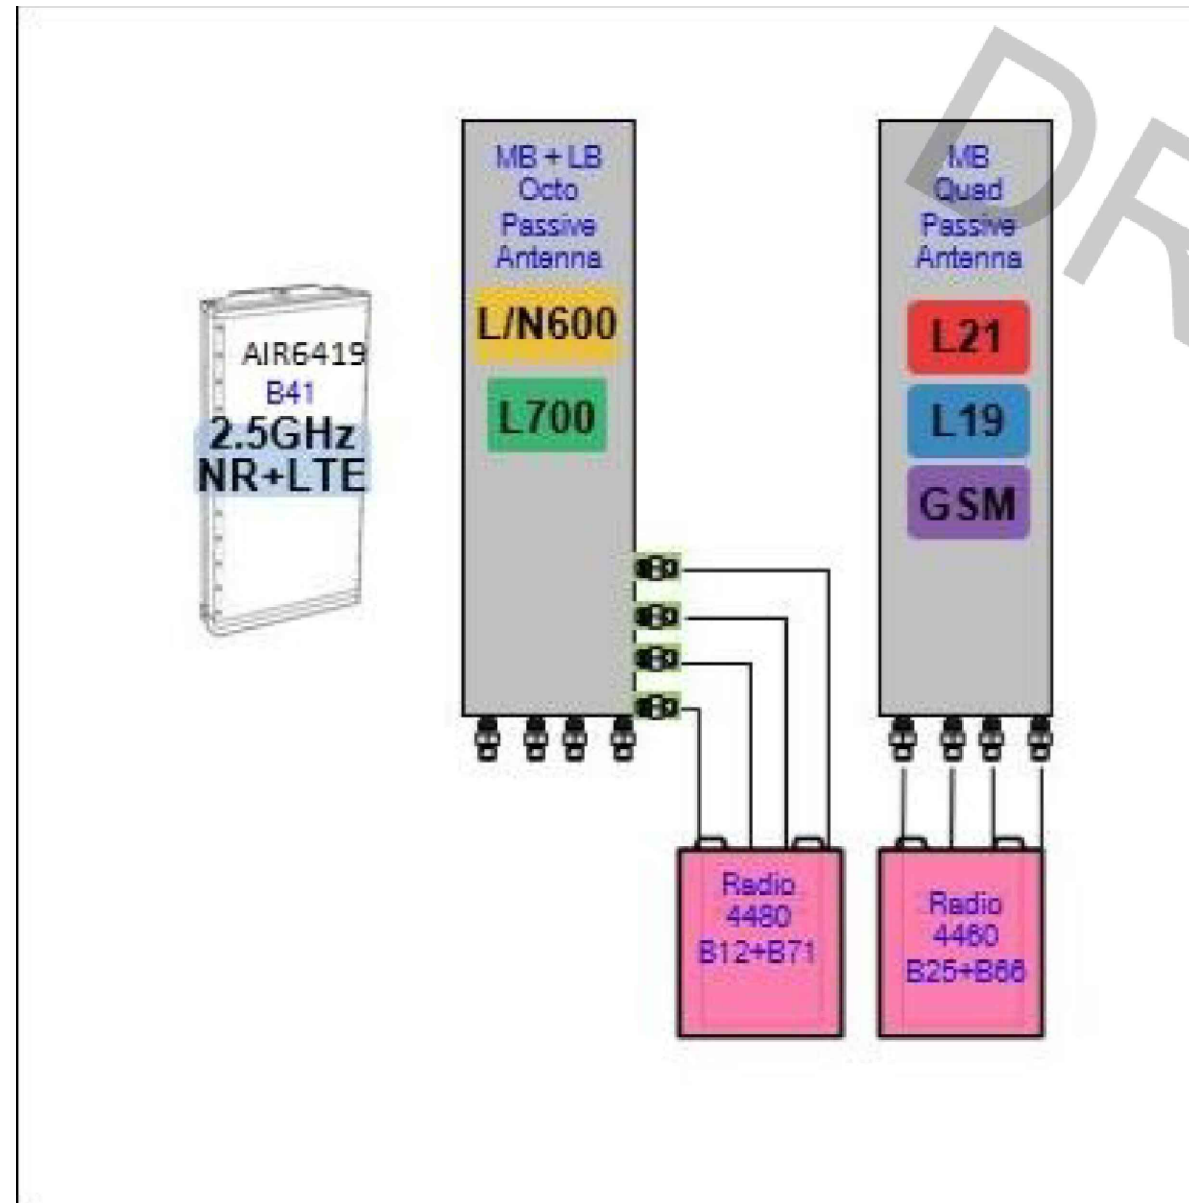 AIR6419
B41
2.5GHz
NR+LTE
MB + LB
Octo
Passive
Antenna
L/N600
L700
MB
Quad
Passive
Antenna
L21
L19
GSM
Radio
4480
B12+B71
Radio
4460
B25+B66
DR